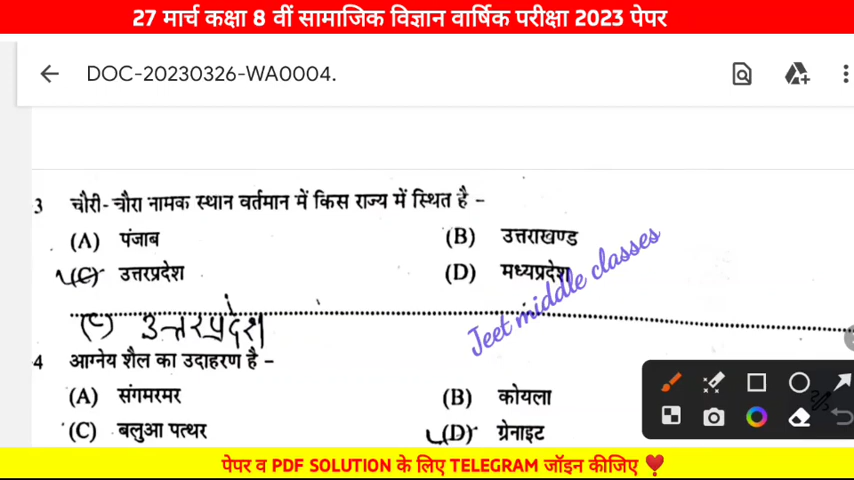 27 मार्च कक्षा 8 वीं सामाजिक विज्ञान वार्षिक परीक्षा 2023 पेपर
DOC-20230326-WA0004.
3 चौरी-चौरा नामक स्थान वर्तमान में किस राज्य में स्थित है -
(A) पंजाब (B) उत्तराखण्ड
(C) उत्तरप्रदेश (D) मध्यप्रदेश
(C) उत्तरप्रदेश
Jeet middle classes
4 आग्नेय शैल का उदाहरण है -
(A) संगमरमर (B) कोयला
(C) बलुआ पत्थर (D) ग्रेनाइट
पेपर व PDF SOLUTION के लिए TELEGRAM जॉइन कीजिए ❣️